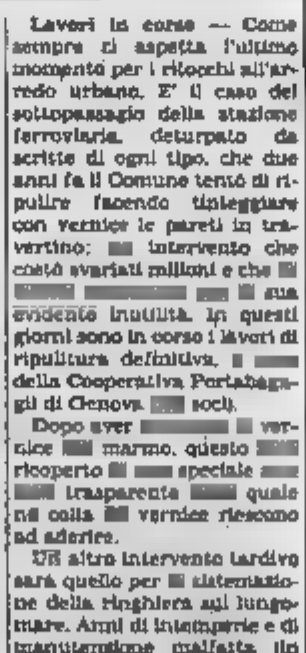 Lavori in corso — Come
sempre si aspetta l'ultimo
momento per i ritocchi all'ar-
redo urbano. E' il caso del
sottopassagio della stazione
ferroviaria, deturpato da
scritte di ogni tipo, che due
anni fa il Comune tentò di ri-
pulire facendo tinteggiare
con vernice le pareti in tra-
vertino; intervento che
costò svariati milioni e che
sua
evidente inutilità. In questi
giorni sono in corso i lavori di
ripulitura definitiva,
della Cooperativa Portabaga-
gli di Genova soci).
Dopo aver ver-
nice marmo, questo
ricoperto speciale
trasparente quale
né colla vernice riescono
ad aderire.
Un altro intervento tardivo
sarà quello per sistemazio-
ne della ringhiera sul lungo-
mare. Anni di intemperie e di
manutenzione malfatta